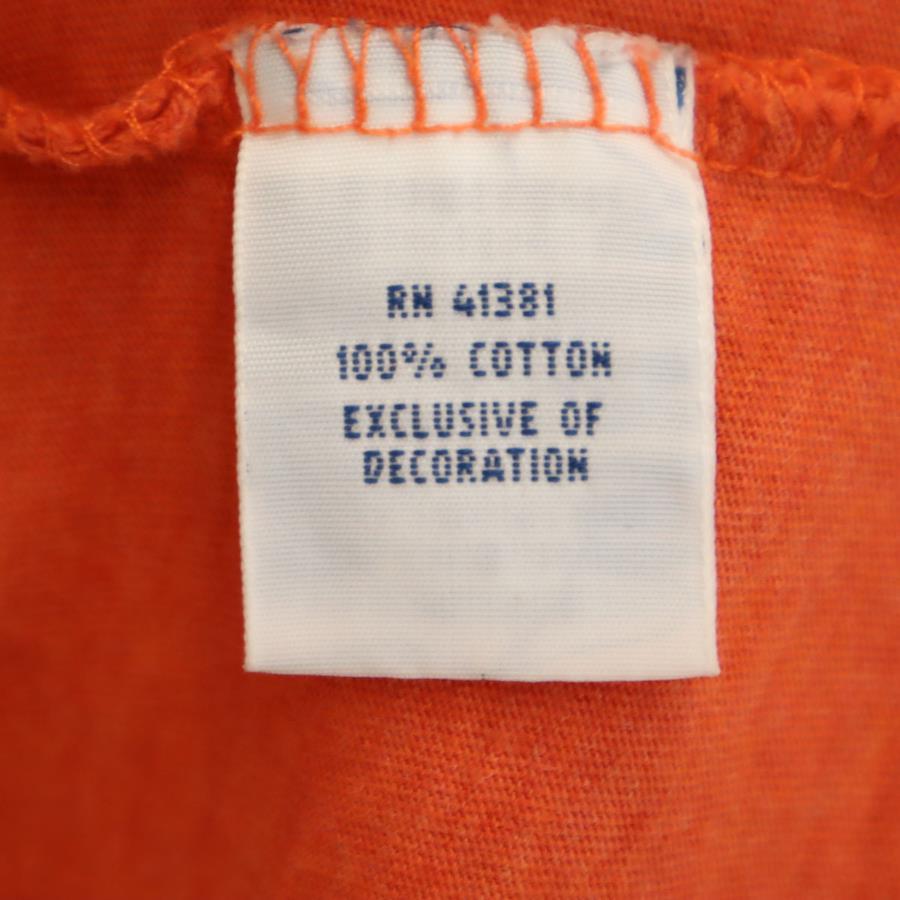 RN 41381
100% COTTON
EXCLUSIVE OF
DECORATION